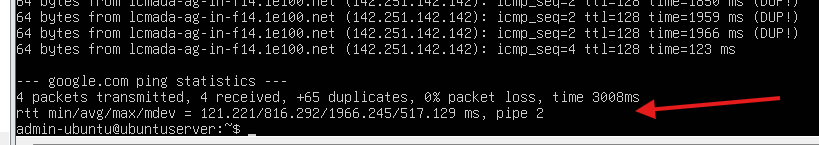 64 bytes from lcmada-ag-in-f14.1e100.net (142.251.142.142): icmp_seq=2 ttl=128 time=1850 ms (DUP!)
64 bytes from lcmada-ag-in-f14.1e100.net (142.251.142.142): icmp_seq=2 ttl=128 time=1959 ms (DUP!)
64 bytes from lcmada-ag-in-f14.1e100.net (142.251.142.142): icmp_seq=2 ttl=128 time=1966 ms (DUP!)
64 bytes from lcmada-ag-in-f14.1e100.net (142.251.142.142): icmp_seq=4 ttl=128 time=123 ms
--- google.com ping statistics ---
4 packets transmitted, 4 received, +65 duplicates, 0% packet loss, time 3008ms
rtt min/avg/max/mdev = 121.221/816.292/1966.245/517.129 ms, pipe 2
admin-ubuntu@ubuntuserver:~$ _